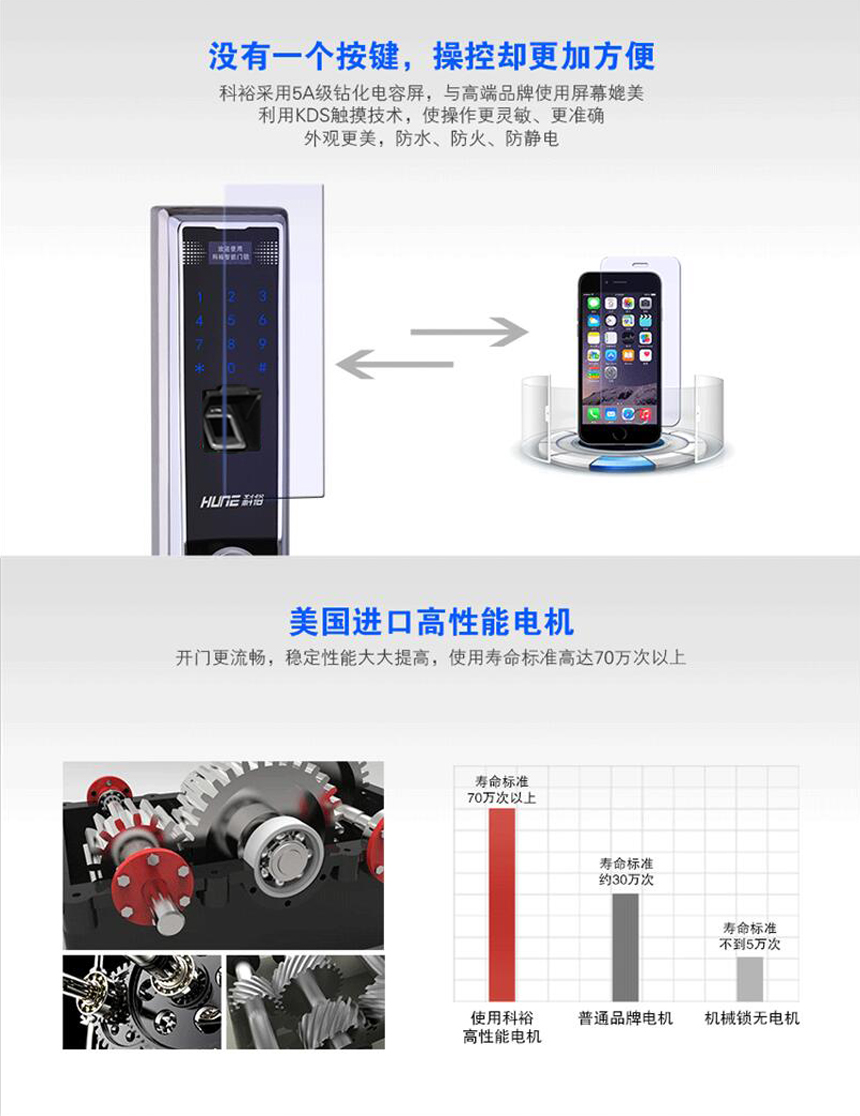 没有一个按键，操控却更加方便
科裕采用5A级钻化电容屏，与高端品牌使用屏幕媲美
利用KDS触摸技术，使操作更灵敏、更准确
外观更美，防水、防火、防静电
欢迎使用
科裕智能门锁
1 2 3
4 5 6
7 8 9
* 0 #
HUNE 科裕
美国进口高性能电机
开门更流畅，稳定性能大大提高，使用寿命标准高达70万次以上
寿命标准
70万次以上
寿命标准
约30万次
寿命标准
不到5万次
使用科裕
高性能电机
普通品牌电机
机械锁无电机